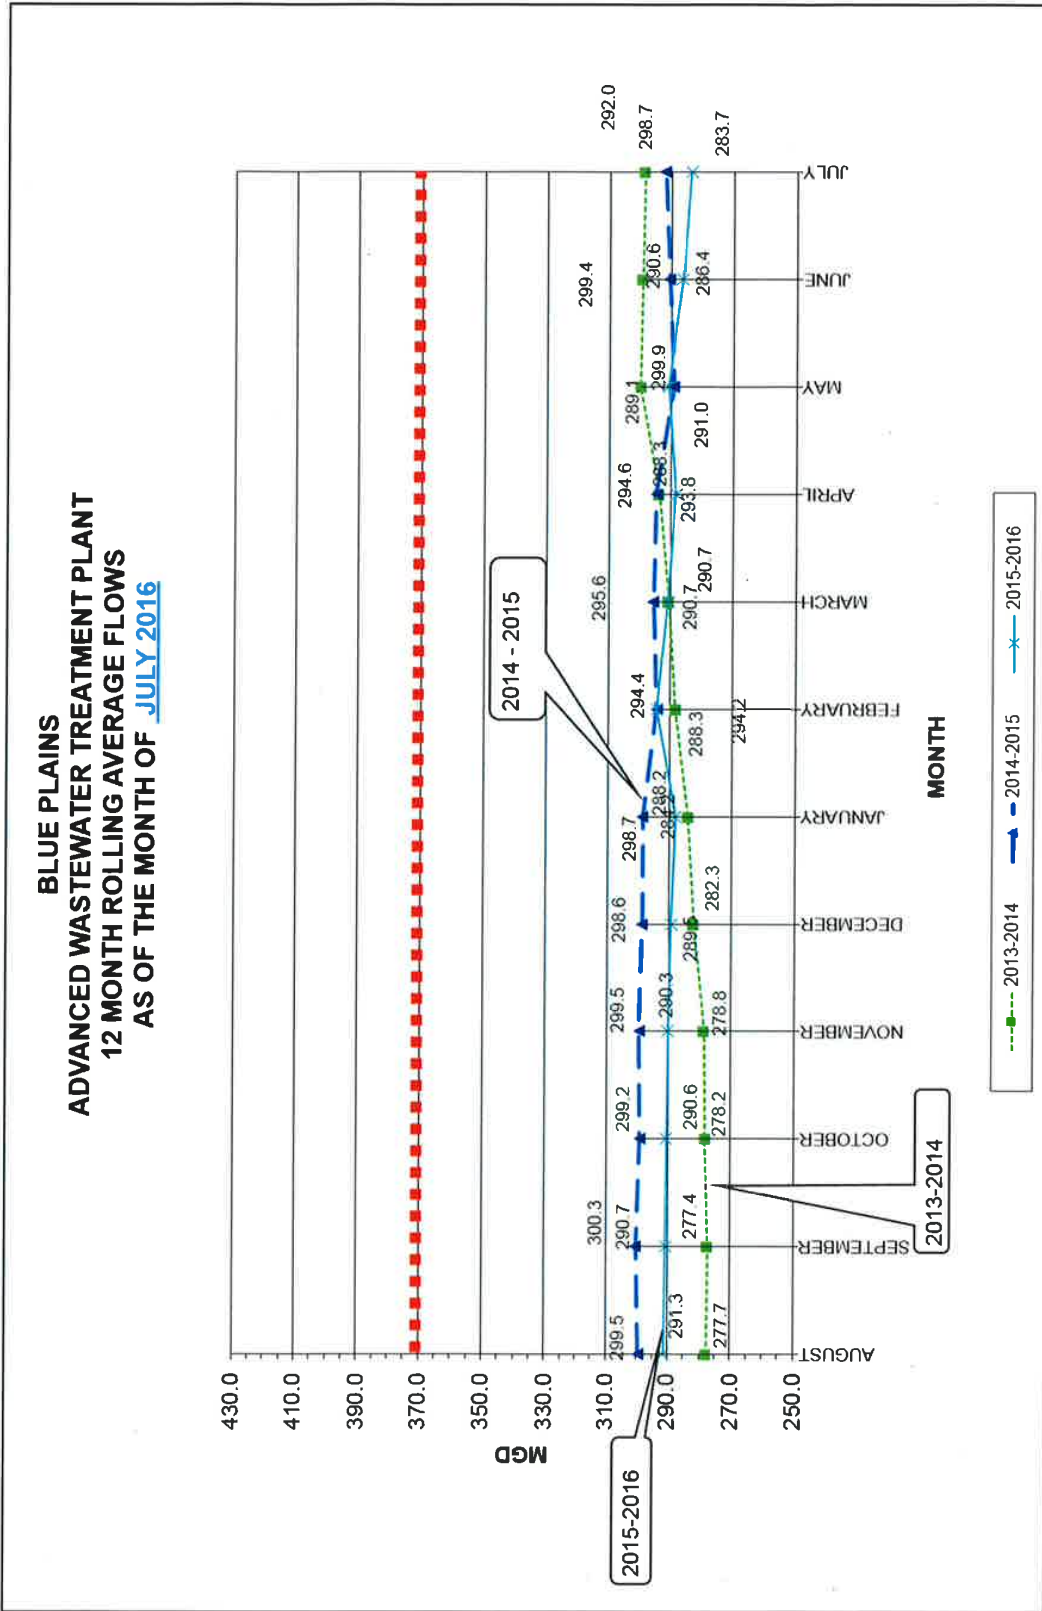 BLUE PLAINS
ADVANCED WASTEWATER TREATMENT PLANT
12 MONTH ROLLING AVERAGE FLOWS
AS OF THE MONTH OF JULY 2016
430.0
410.0
390.0
370.0
350.0
330.0
310.0
290.0
270.0
250.0
MGD
2015-2016
2014 - 2015
2013-2014
299.5
291.3
277.7
300.3
290.7
277.4
299.2
290.6
278.2
299.5
290.3
278.8
298.6
282.3
298.7
288.2
294.4
288.3
294.2
295.6
290.7
290.7
294.6
288.3
293.8
289.1
299.9
291.0
299.4
290.6
286.4
292.0
298.7
283.7
AUGUST
SEPTEMBER
OCTOBER
NOVEMBER
DECEMBER
JANUARY
FEBRUARY
MARCH
APRIL
MAY
JUNE
JULY
MONTH
2013-2014 2014-2015 2015-2016